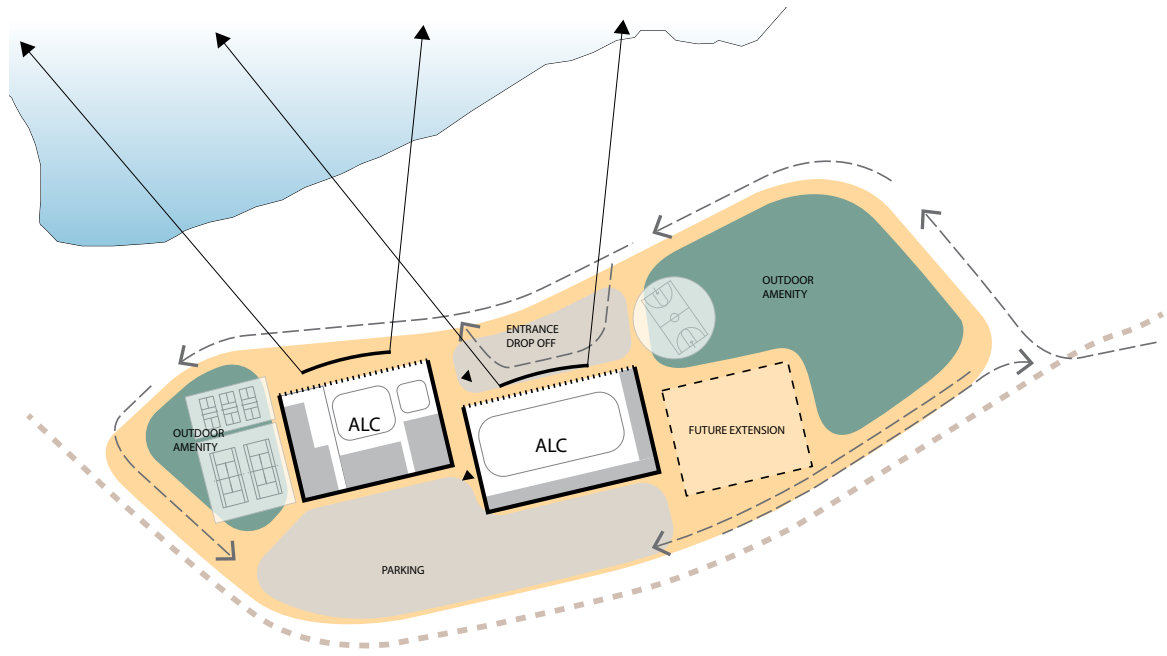 OUTDOOR
AMENITY
ENTRANCE
DROP OFF
OUTDOOR
AMENITY
ALC
ALC
FUTURE EXTENSION
PARKING